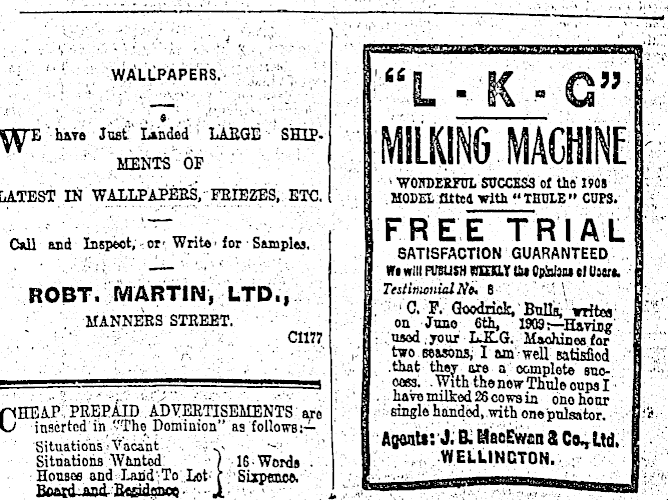 WALLPAPERS.
WE have Just Landed LARGE SHIP-
MENTS OF
LATEST IN WALLPAPERS, FRIEZES, ETC.
Call and Inspect, or Write for Samples.
ROBT. MARTIN, LTD.,
MANNERS STREET.
C1177
CHEAP PREPAID ADVERTISEMENTS are
inserted in "The Dominion" as follows:—
Situations Vacant
Situations Wanted
Houses and Land To Let
Board and Residence
16 Words
Sixpence.
"L - K - G"
MILKING MACHINE
WONDERFUL SUCCESS of the 1908
MODEL fitted with "THULE" CUPS.
FREE TRIAL
SATISFACTION GUARANTEED
We will PUBLISH WEEKLY the Opinions of Users.
Testimonial No. 8
C. F. Goodrick, Bulls, writes
on June 6th, 1909:—Having
used your L.K.G. Machines for
two seasons, I am well satisfied
that they are a complete suc-
cess. With the new Thule cups I
have milked 26 cows in one hour
single handed, with one pulsator.
Agents: J. B. MacEwan & Co., Ltd.
WELLINGTON.